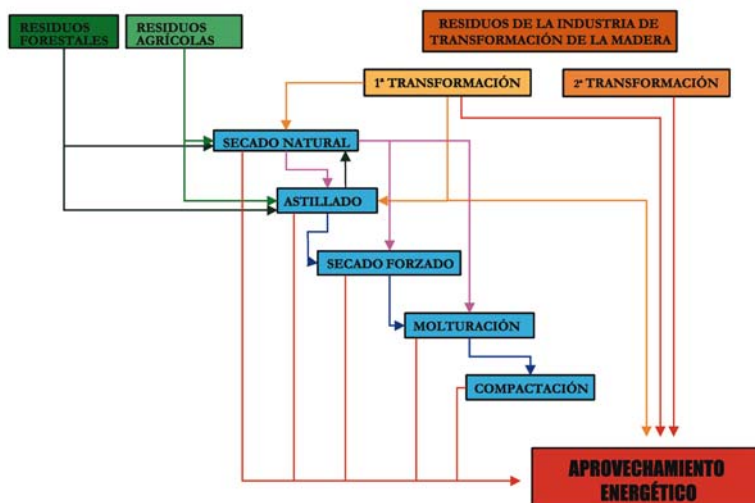 RESIDUOS
FORESTALES
RESIDUOS
AGRÍCOLAS
RESIDUOS DE LA INDUSTRIA DE
TRANSFORMACIÓN DE LA MADERA
1ª TRANSFORMACIÓN
2ª TRANSFORMACIÓN
SECADO NATURAL
ASTILLADO
SECADO FORZADO
MOLTURACIÓN
COMPACTACIÓN
APROVECHAMIENTO
ENERGÉTICO